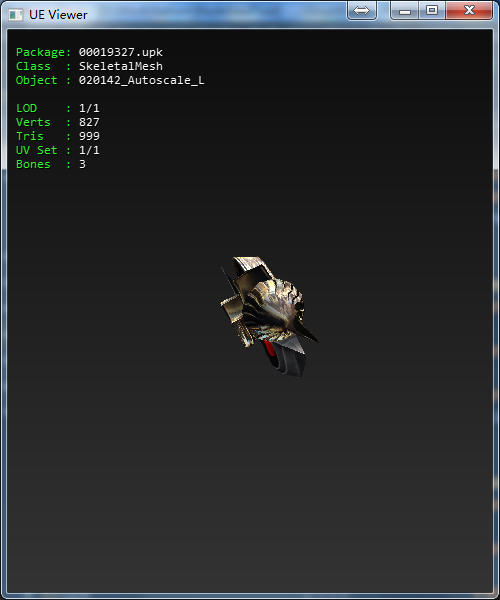 UE Viewer
Package: 00019327.upk
Class : SkeletalMesh
Object : 020142_Autoscale_L
LOD : 1/1
Verts : 827
Tris : 999
UV Set : 1/1
Bones : 3